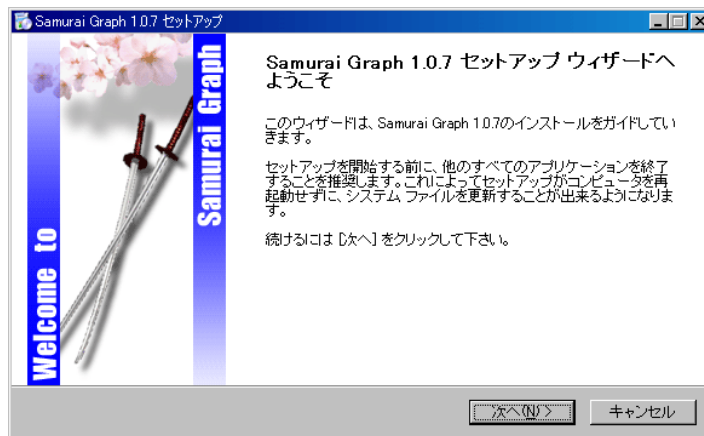 Samurai Graph 1.0.7 セットアップ
Welcome to
Samurai Graph
Samurai Graph 1.0.7 セットアップ ウィザードへ
ようこそ
このウィザードは、Samurai Graph 1.0.7のインストールをガイドしてい
きます。
セットアップを開始する前に、他のすべてのアプリケーションを終了
することを推奨します。これによってセットアップがコンピュータを再
起動せずに、システム ファイルを更新することが出来るようになりま
す。
続けるには [次へ] をクリックして下さい。
次へ(N) >
キャンセル